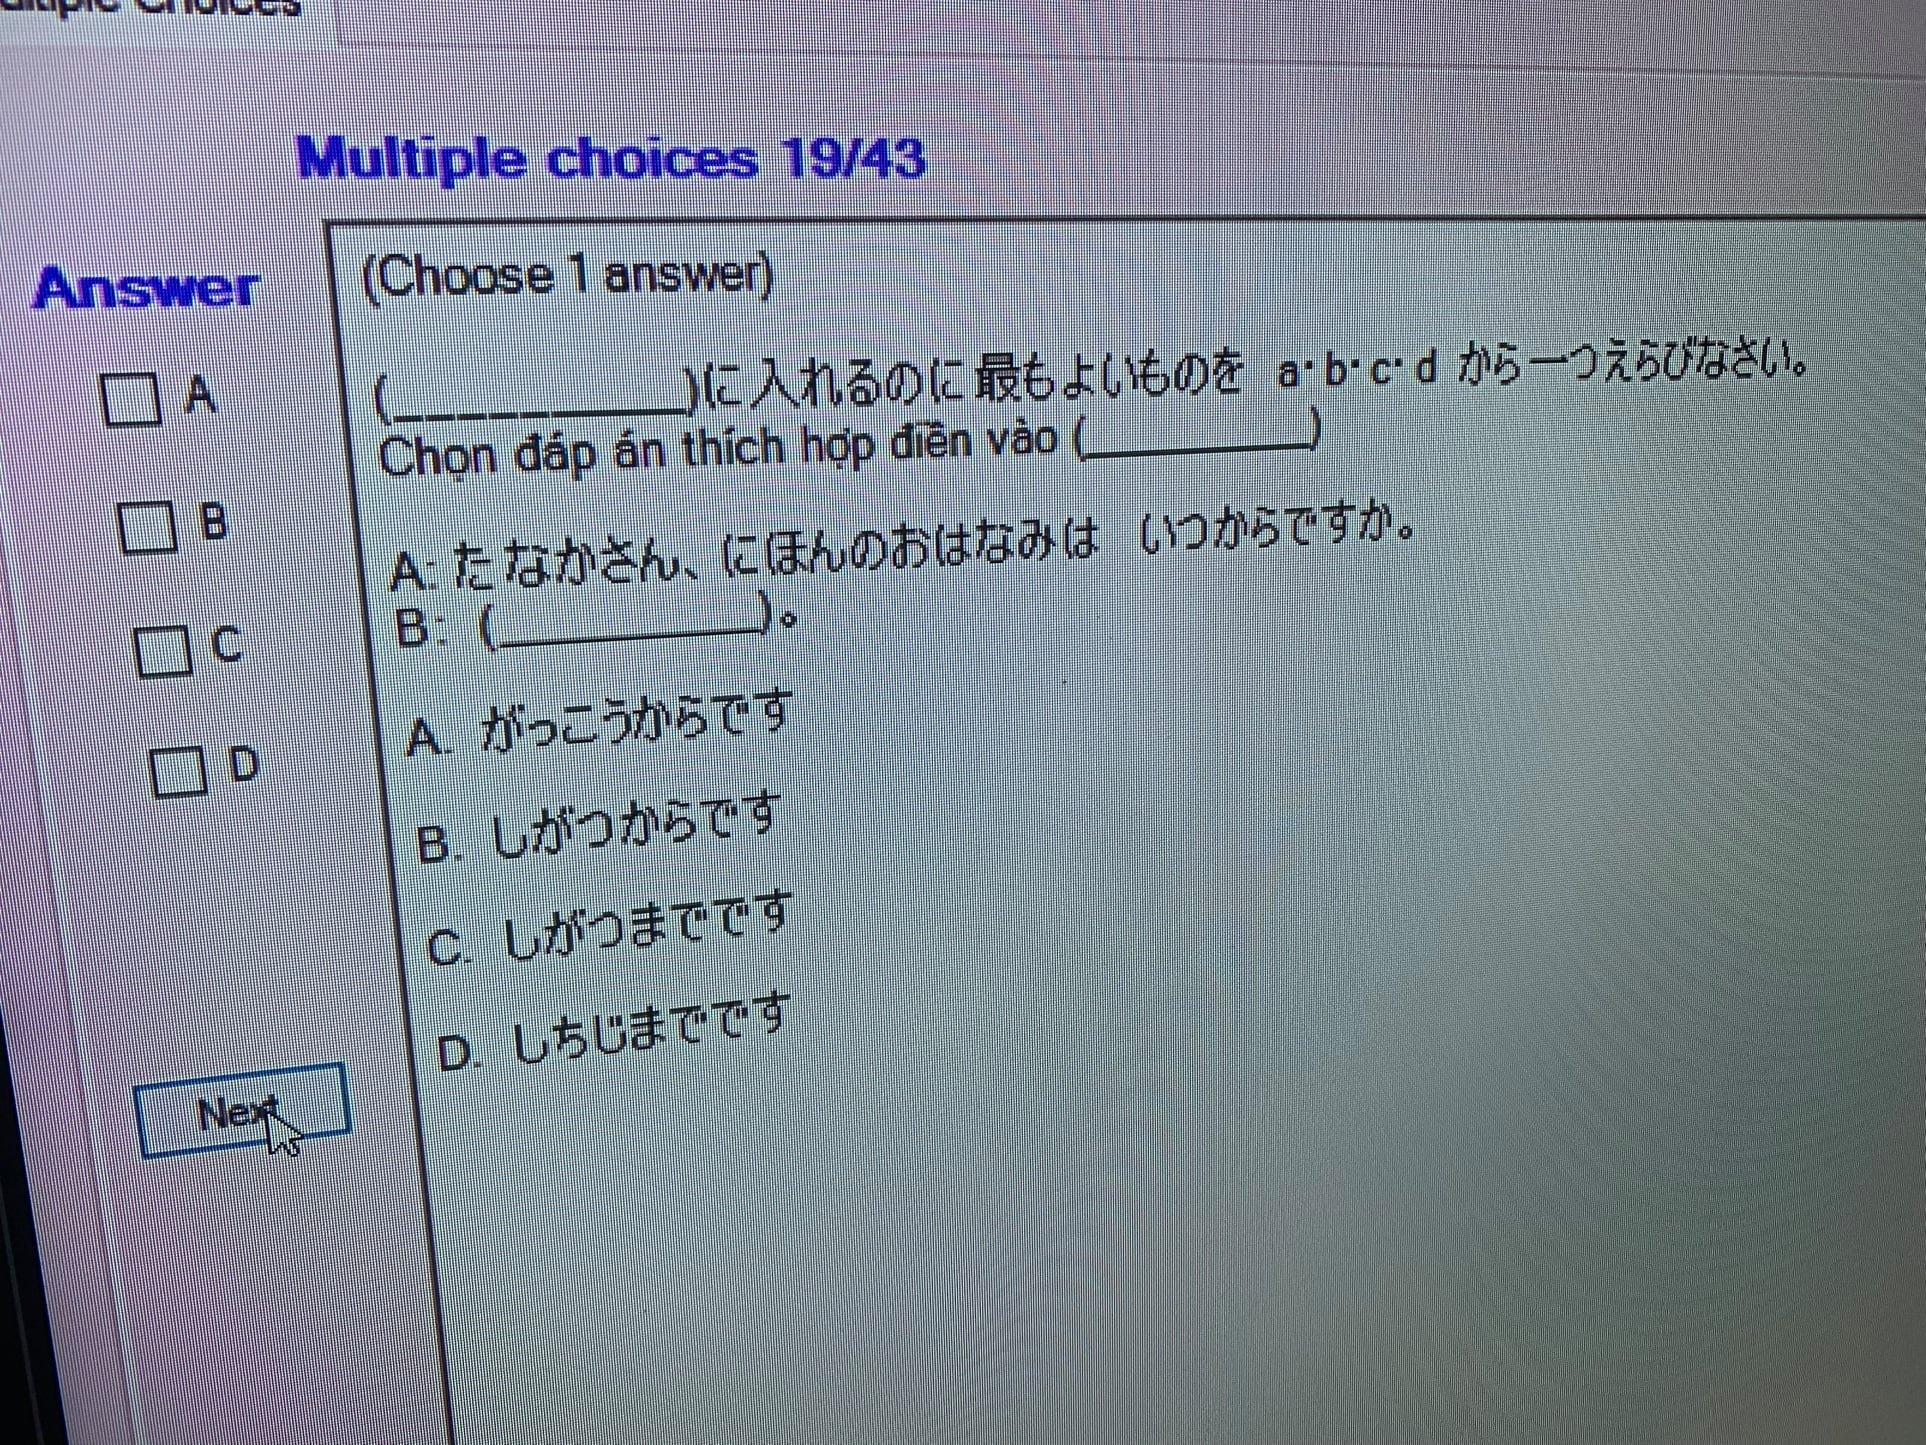 Multiple Choices
Multiple choices 19/43
Answer
(Choose 1 answer)
(__________)に入れるのに最もよいものを a・b・c・d から一つえらびなさい。
Chọn đáp án thích hợp điền vào (________)
A: たなかさん、にほんのおはなみは いつからですか。
B: (_________)。
A. がっこうからです
B. しがつからです
C. しがつまでです
D. しちじまでです
A
B
C
D
Next